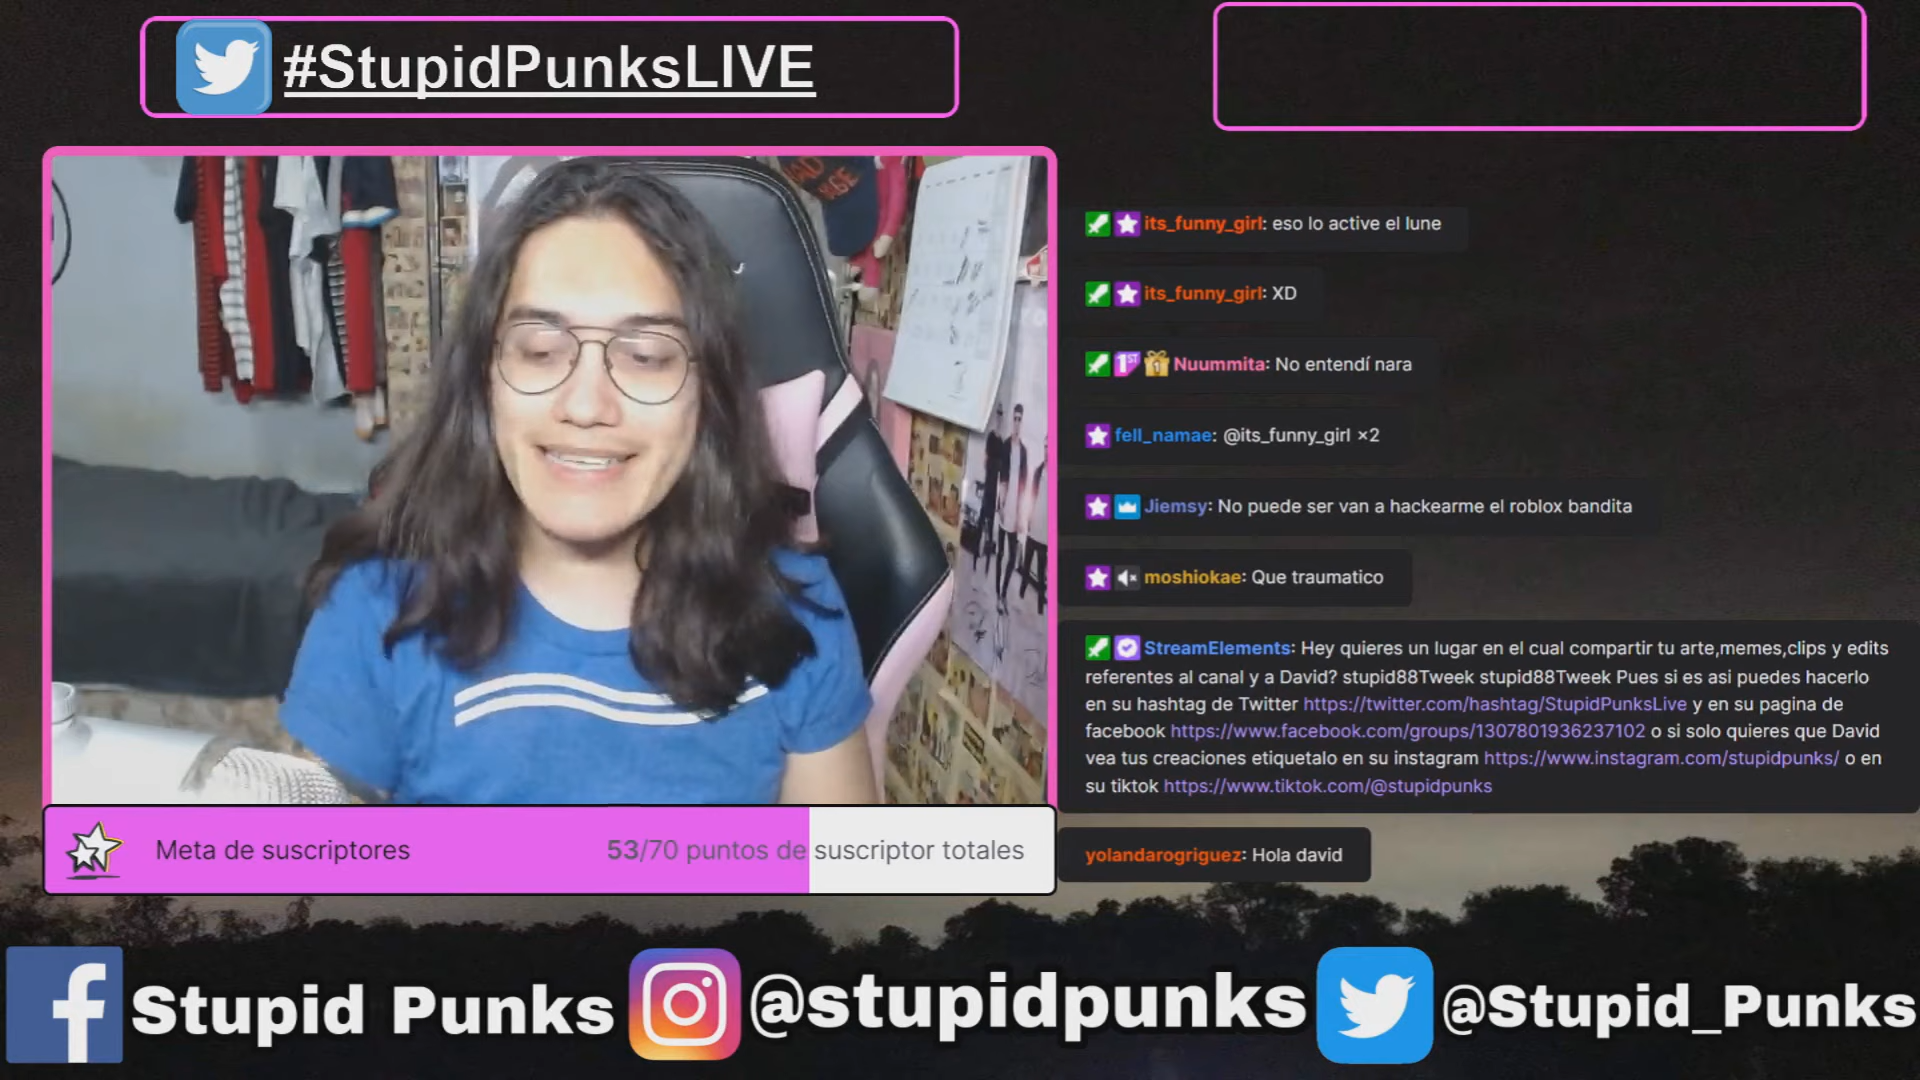 #StupidPunksLIVE
its_funny_girl: eso lo active el lune
its_funny_girl: XD
Nuummita: No entendí nara
fell_namae: @its_funny_girl ×2
Jiemsy: No puede ser van a hackearme el roblox bandita
moshiokae: Que traumatico
StreamElements: Hey quieres un lugar en el cual compartir tu arte,memes,clips y edits
referentes al canal y a David? stupid88Tweek stupid88Tweek Pues si es asi puedes hacerlo
en su hashtag de Twitter https://twitter.com/hashtag/StupidPunksLive y en su pagina de
facebook https://www.facebook.com/groups/1307801936237102 o si solo quieres que David
vea tus creaciones etiquetalo en su instagram https://www.instagram.com/stupidpunks/ o en
su tiktok https://www.tiktok.com/@stupidpunks
yolandarogriguez: Hola david
Meta de suscriptores 53/70 puntos de suscriptor totales
Stupid Punks @stupidpunks @Stupid_Punks